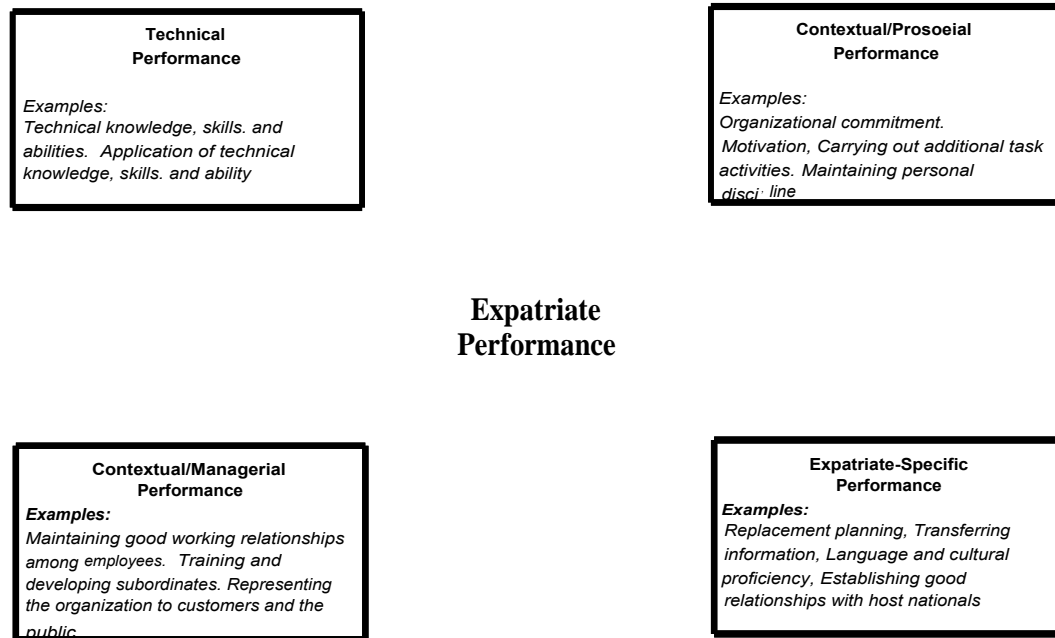 Technical
Performance
Examples:
Technical knowledge, skills. and
abilities. Application of technical
knowledge, skills. and ability
Contextual/Prosoeial
Performance
Examples:
Organizational commitment.
Motivation, Carrying out additional task
activities. Maintaining personal
disci line
Expatriate
Performance
Contextual/Managerial
Performance
Examples:
Maintaining good working relationships
among employees. Training and
developing subordinates. Representing
the organization to customers and the
public
Expatriate-Specific
Performance
Examples:
Replacement planning, Transferring
information, Language and cultural
proficiency, Establishing good
relationships with host nationals